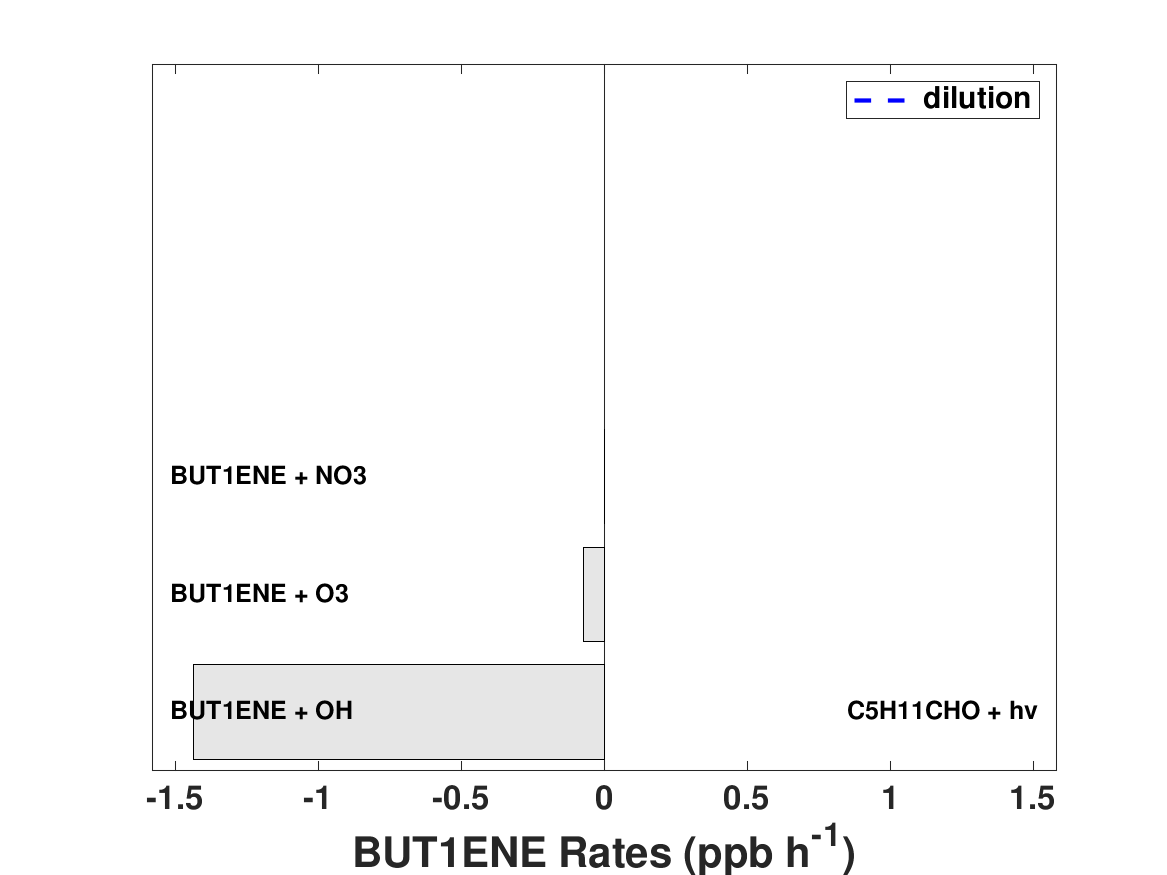 dilution
BUT1ENE + NO3
BUT1ENE + O3
BUT1ENE + OH
C5H11CHO + hv
-1.5 -1 -0.5 0 0.5 1 1.5
BUT1ENE Rates (ppb h⁻¹)